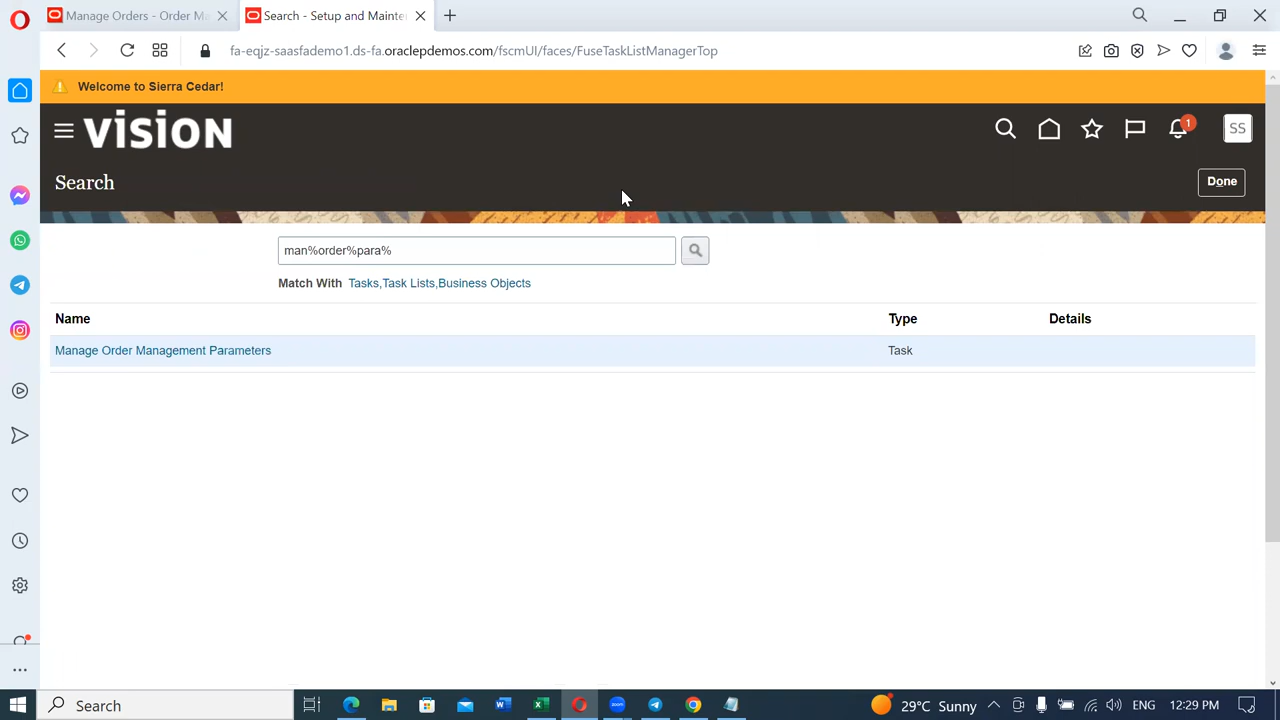 Manage Orders - Order Ma
Search - Setup and Mainte
fa-eqjz-saasfademo1.ds-fa.oraclepdemos.com/fscmUI/faces/FuseTaskListManagerTop
Welcome to Sierra Cedar!
VISION
1
SS
Search
Done
man%order%para%
Match With Tasks,Task Lists,Business Objects
Name Type Details
Manage Order Management Parameters Task
Search
29°C Sunny
ENG
12:29 PM